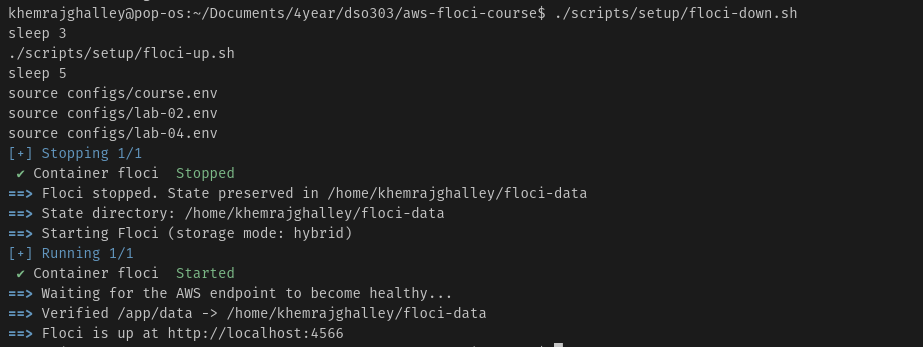 khemrajghalley@pop-os:~/Documents/4year/dso303/aws-floci-course$ ./scripts/setup/floci-down.sh
sleep 3
./scripts/setup/floci-up.sh
sleep 5
source configs/course.env
source configs/lab-02.env
source configs/lab-04.env
[+] Stopping 1/1
✔ Container floci  Stopped
==> Floci stopped. State preserved in /home/khemrajghalley/floci-data
==> State directory: /home/khemrajghalley/floci-data
==> Starting Floci (storage mode: hybrid)
[+] Running 1/1
✔ Container floci  Started
==> Waiting for the AWS endpoint to become healthy...
==> Verified /app/data -> /home/khemrajghalley/floci-data
==> Floci is up at http://localhost:4566